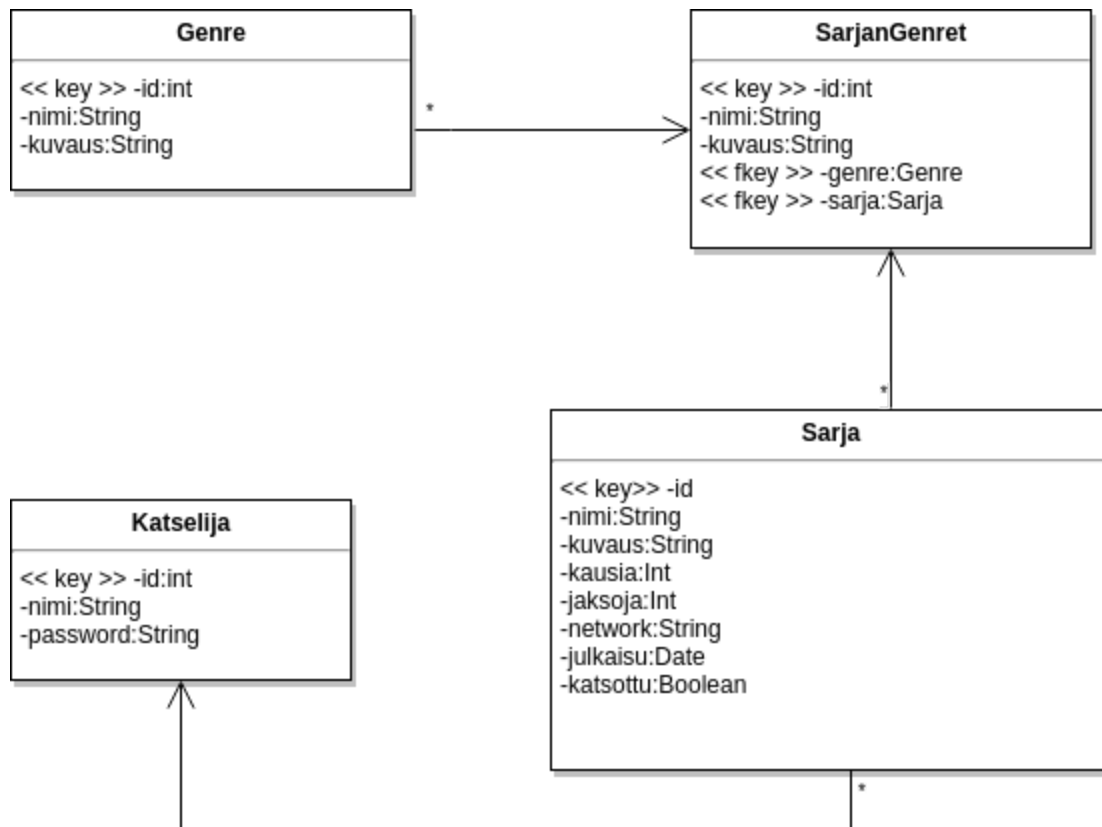 Genre
<< key >> -id:int
-nimi:String
-kuvaus:String
*
SarjanGenret
<< key >> -id:int
-nimi:String
-kuvaus:String
<< fkey >> -genre:Genre
<< fkey >> -sarja:Sarja
*
Sarja
<< key>> -id
-nimi:String
-kuvaus:String
-kausia:Int
-jaksoja:Int
-network:String
-julkaisu:Date
-katsottu:Boolean
*
Katselija
<< key >> -id:int
-nimi:String
-password:String